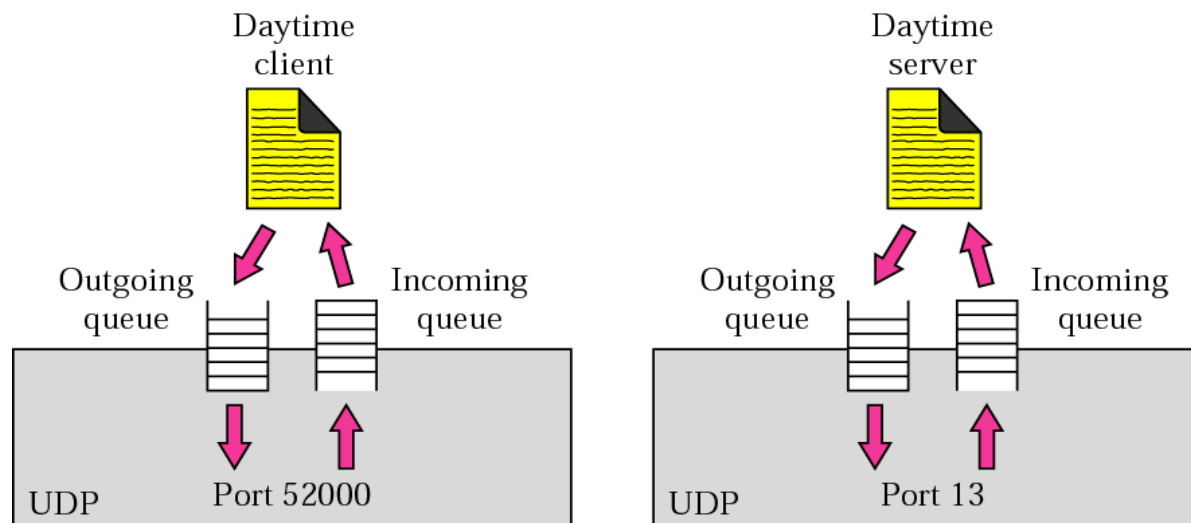 Daytime
client
Outgoing
queue
Incoming
queue
UDP
Port 52000
Daytime
server
Outgoing
queue
Incoming
queue
UDP
Port 13